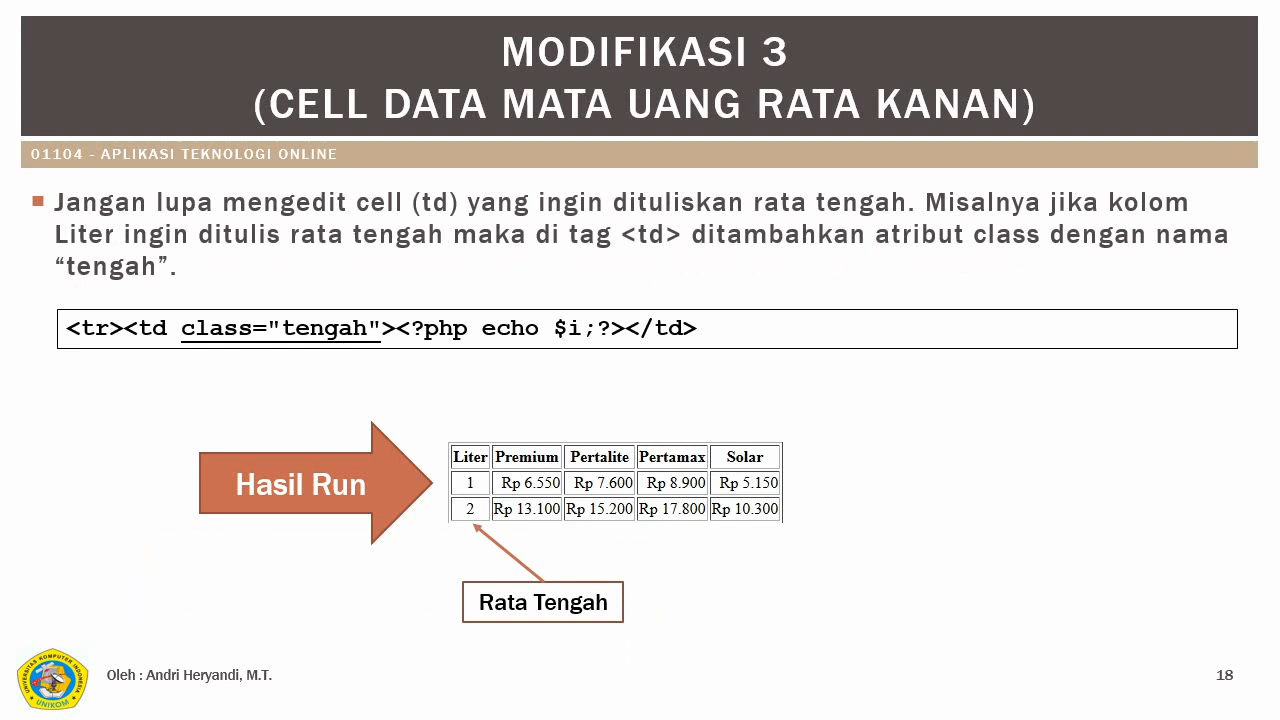 MODIFIKASI 3
(CELL DATA MATA UANG RATA KANAN)
01104 - APLIKASI TEKNOLOGI ONLINE
Jangan lupa mengedit cell (td) yang ingin dituliskan rata tengah. Misalnya jika kolom
Liter ingin ditulis rata tengah maka di tag <td> ditambahkan atribut class dengan nama
“tengah”.
<tr><td class="tengah"><?php echo $i;?></td>
Hasil Run
Liter Premium Pertalite Pertamax Solar
1 Rp 6.550 Rp 7.600 Rp 8.900 Rp 5.150
2 Rp 13.100 Rp 15.200 Rp 17.800 Rp 10.300
Rata Tengah
UNIVERSITAS KOMPUTER INDONESIA
UNIKOM
Oleh : Andri Heryandi, M.T.
18